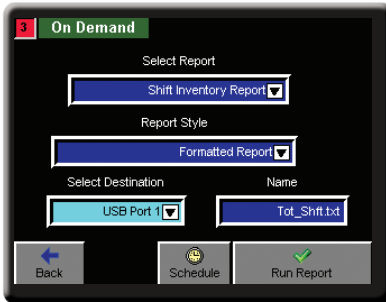 3 On Demand
Select Report
Shift Inventory Report
Report Style
Formatted Report
Select Destination Name
USB Port 1 Tot_Shft.txt
Back Schedule Run Report